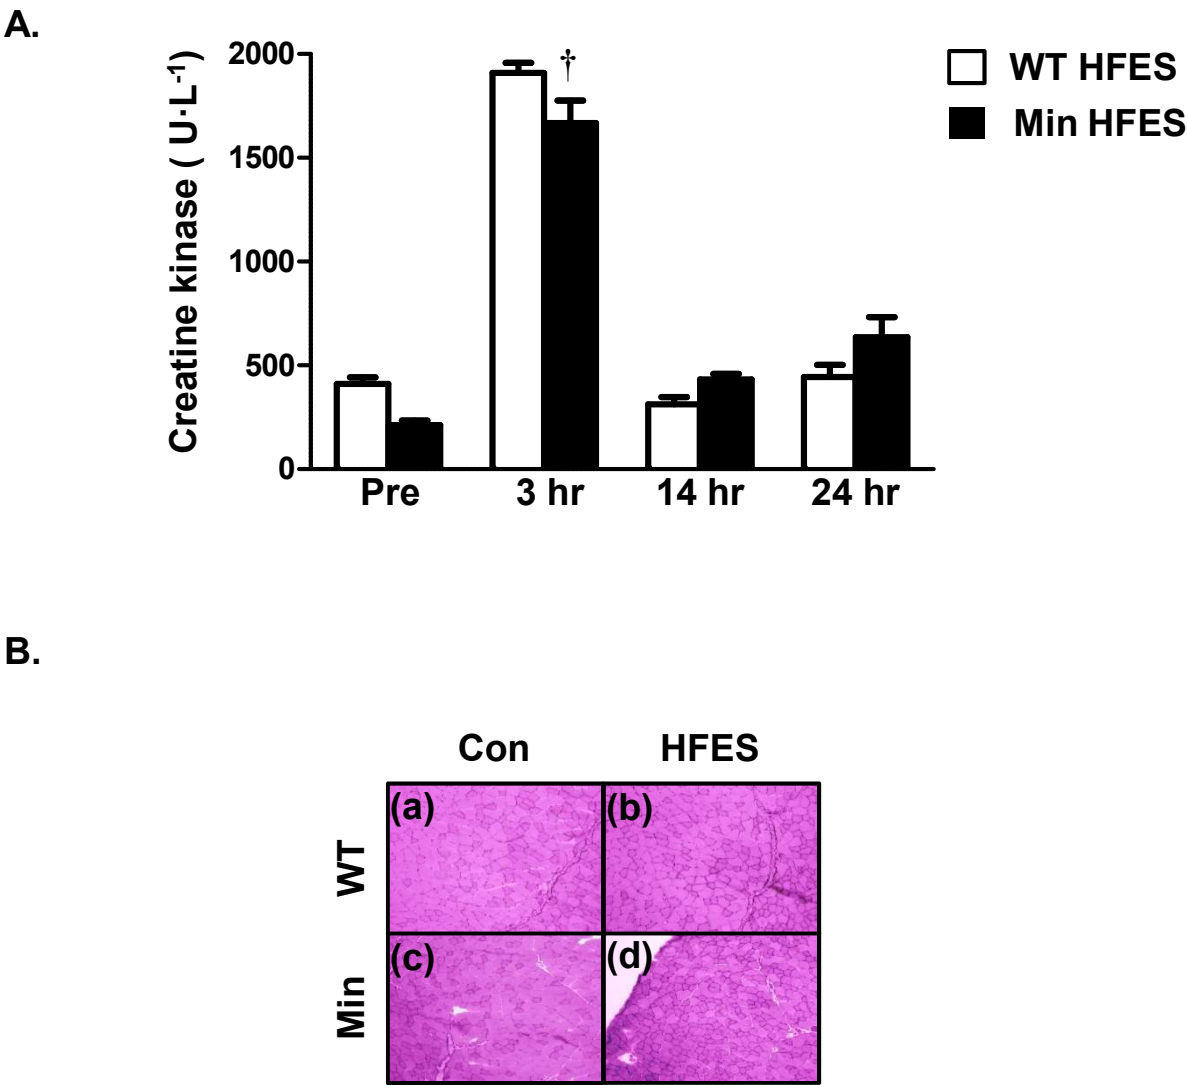 A.
Creatine kinase ( U·L-1)
2000
1500
1000
500
0
†
Pre 3 hr 14 hr 24 hr
WT HFES
Min HFES
B.
Con HFES
WT
(a) (b)
Min
(c) (d)